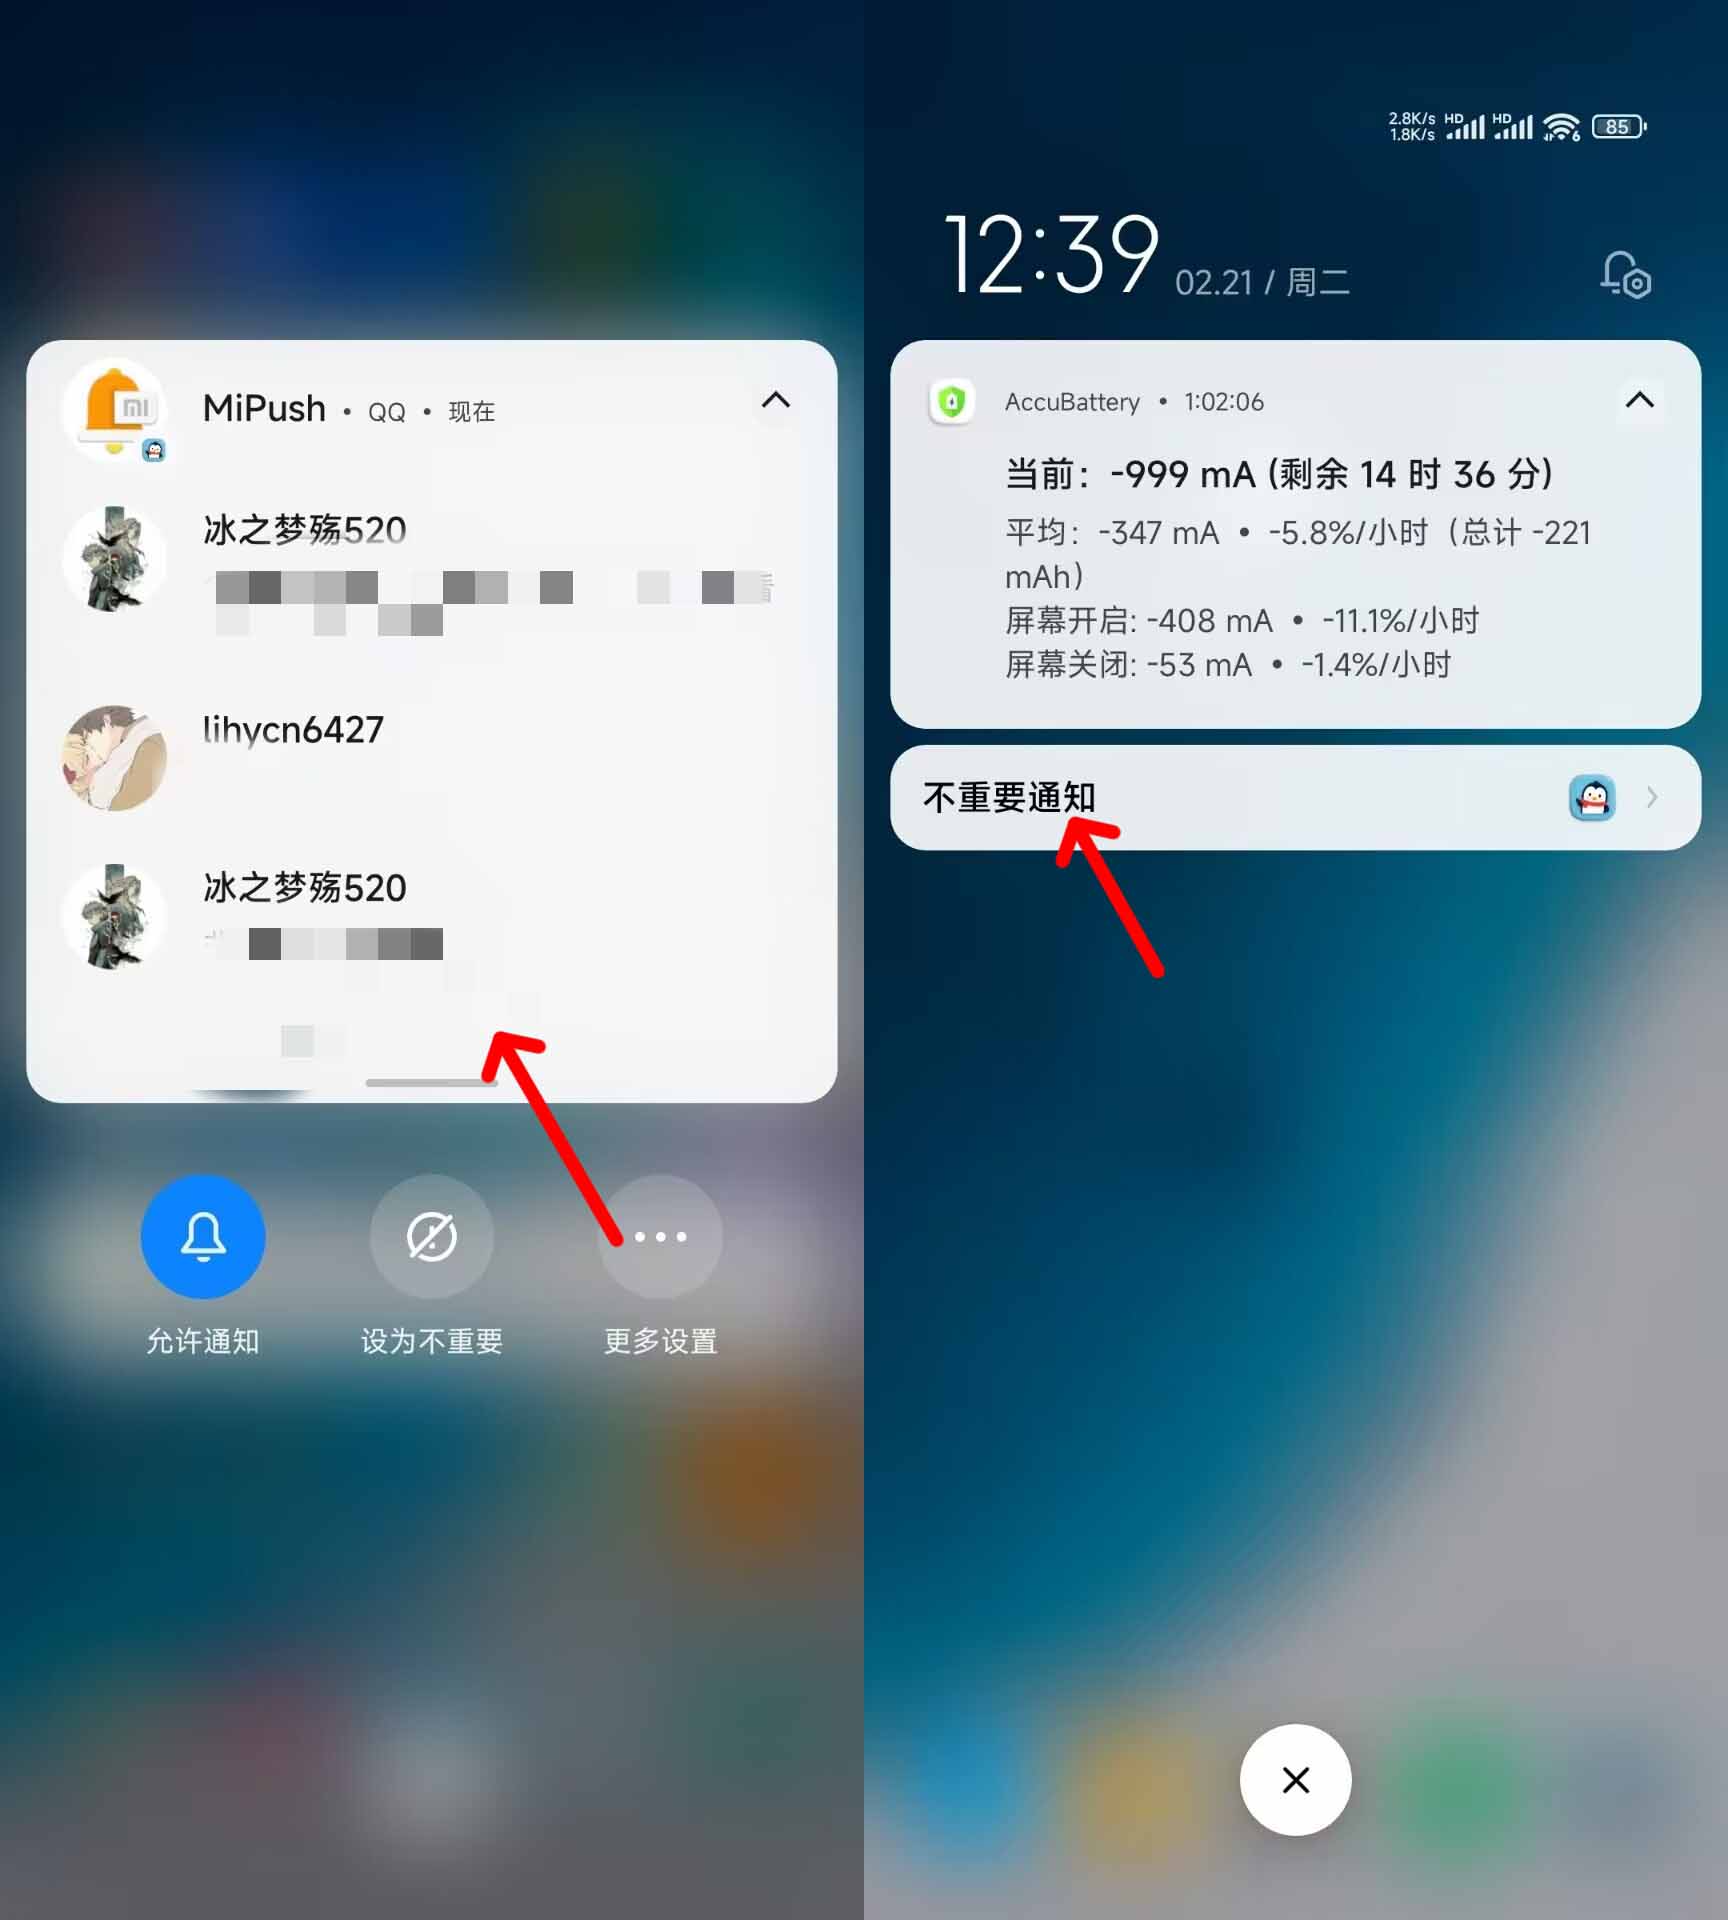 MiPush • QQ • 现在
冰之梦殇520
lihycn6427
冰之梦殇520
允许通知
设为不重要
更多设置
2.8K/s
1.8K/s
HD
HD
6
85
12:39
02.21 / 周二
AccuBattery • 1:02:06
当前：-999 mA (剩余 14 时 36 分)
平均：-347 mA • -5.8%/小时（总计 -221
mAh）
屏幕开启: -408 mA • -11.1%/小时
屏幕关闭: -53 mA • -1.4%/小时
不重要通知